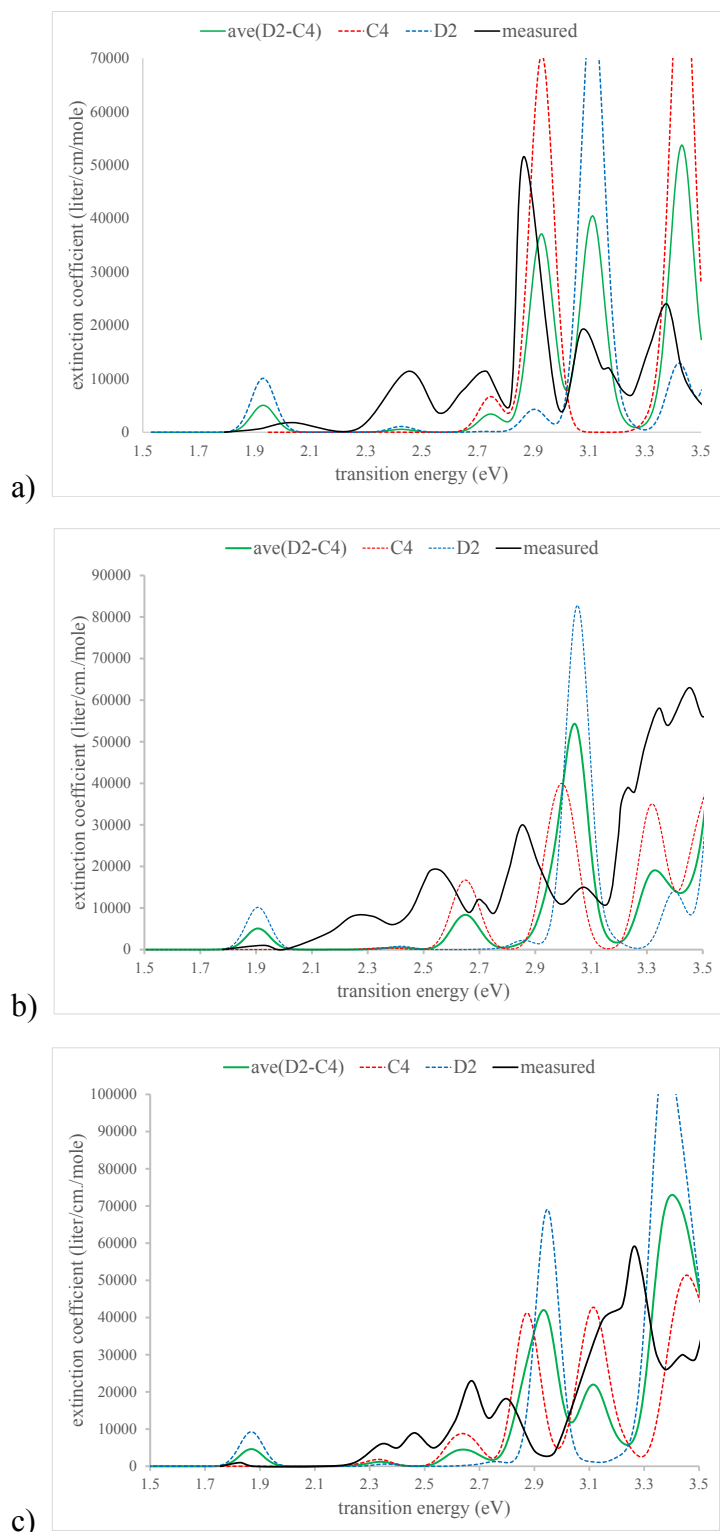 ave(D2-C4) C4 D2 measured
70000
60000
50000
40000
30000
20000
10000
0
extinction coefficient (liter/cm/mole)
1.5 1.7 1.9 2.1 2.3 2.5 2.7 2.9 3.1 3.3 3.5
transition energy (eV)
a)
ave(D2-C4) C4 D2 measured
90000
80000
70000
60000
50000
40000
30000
20000
10000
0
extinction coefficient (liter/cm./mole)
1.5 1.7 1.9 2.1 2.3 2.5 2.7 2.9 3.1 3.3 3.5
transition energy (eV)
b)
ave(D2-C4) C4 D2 measured
100000
90000
80000
70000
60000
50000
40000
30000
20000
10000
0
extinction coefficient (liter/cm./mole)
1.5 1.7 1.9 2.1 2.3 2.5 2.7 2.9 3.1 3.3 3.5
transition energy (eV)
c)